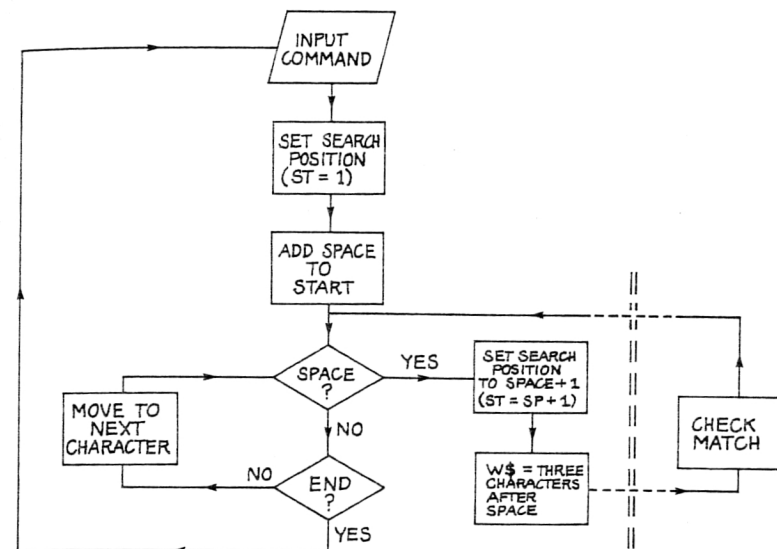 INPUT
COMMAND
SET SEARCH
POSITION
(ST = 1)
ADD SPACE
TO
START
SPACE
?
YES
SET SEARCH
POSITION
TO SPACE+1
(ST = SP+1)
MOVE TO
NEXT
CHARACTER
NO
CHECK
MATCH
W$ = THREE
CHARACTERS
AFTER
SPACE
NO
END
?
YES